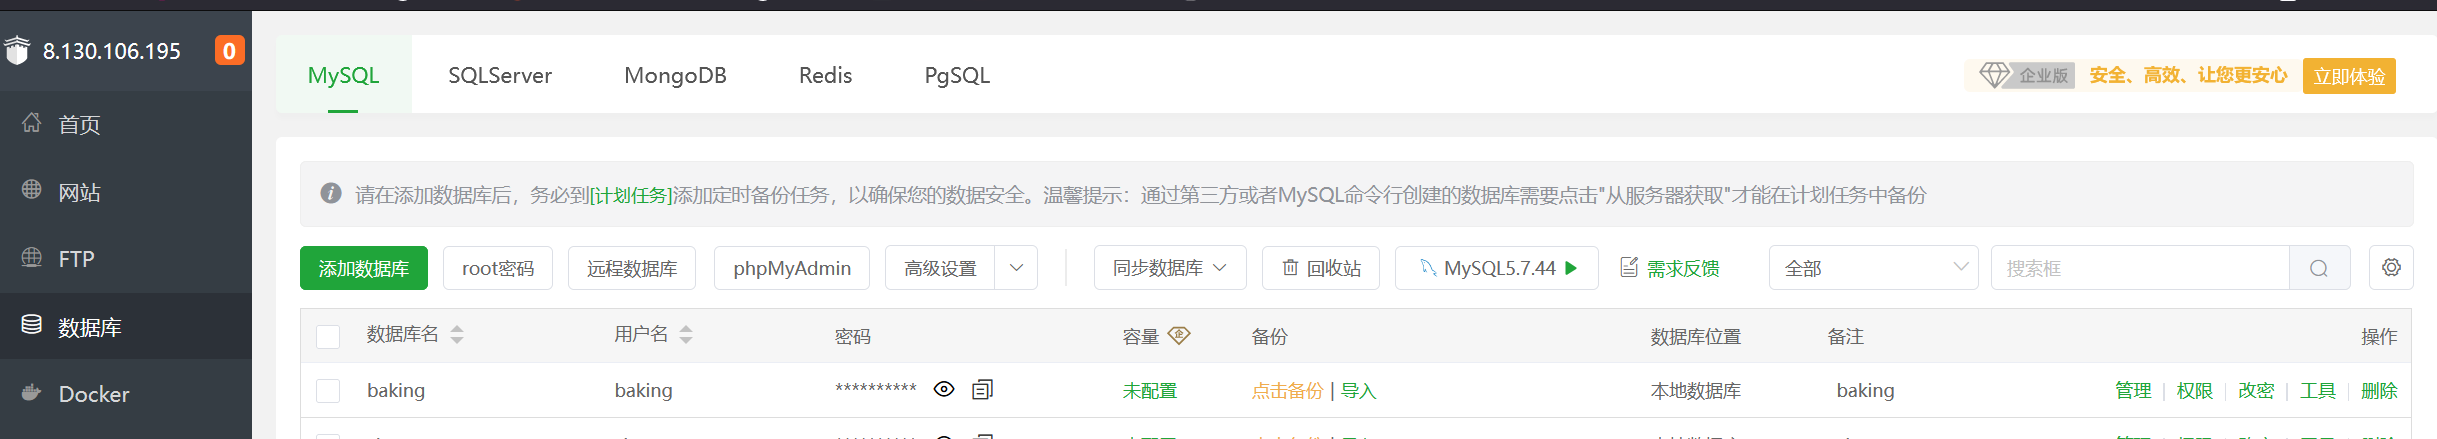 8.130.106.195 0
首页
网站
FTP
数据库
Docker
MySQL SQLServer MongoDB Redis PgSQL
企业版 安全、高效、让您更安心 立即体验
请在添加数据库后，务必到[计划任务]添加定时备份任务，以确保您的数据安全。温馨提示：通过第三方或者MySQL命令行创建的数据库需要点击"从服务器获取"才能在计划任务中备份
添加数据库 root密码 远程数据库 phpMyAdmin 高级设置 同步数据库 回收站 MySQL5.7.44 需求反馈 全部 搜索框
数据库名 用户名 密码 容量 企 备份 数据库位置 备注 操作
baking baking ********** 未配置 点击备份 | 导入 本地数据库 baking 管理 | 权限 | 改密 | 工具 | 删除